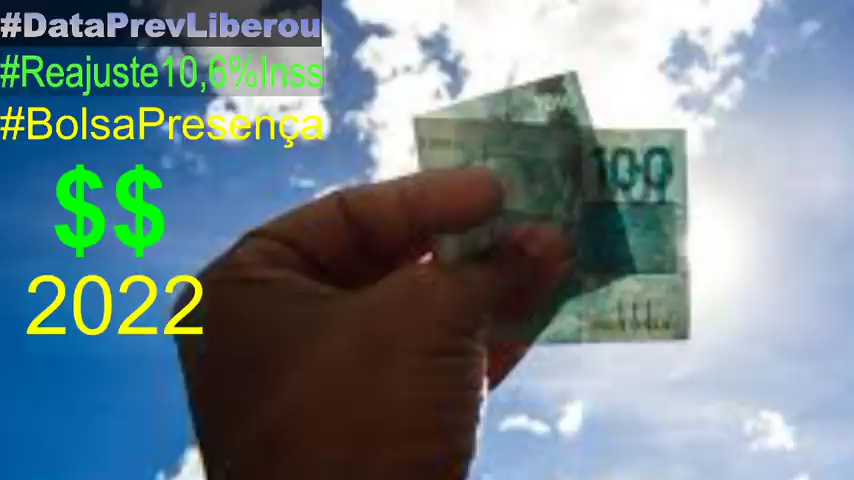 #DataPrevLiberou
#Reajuste10,6%Inss
#BolsaPresença
$$
2022
100